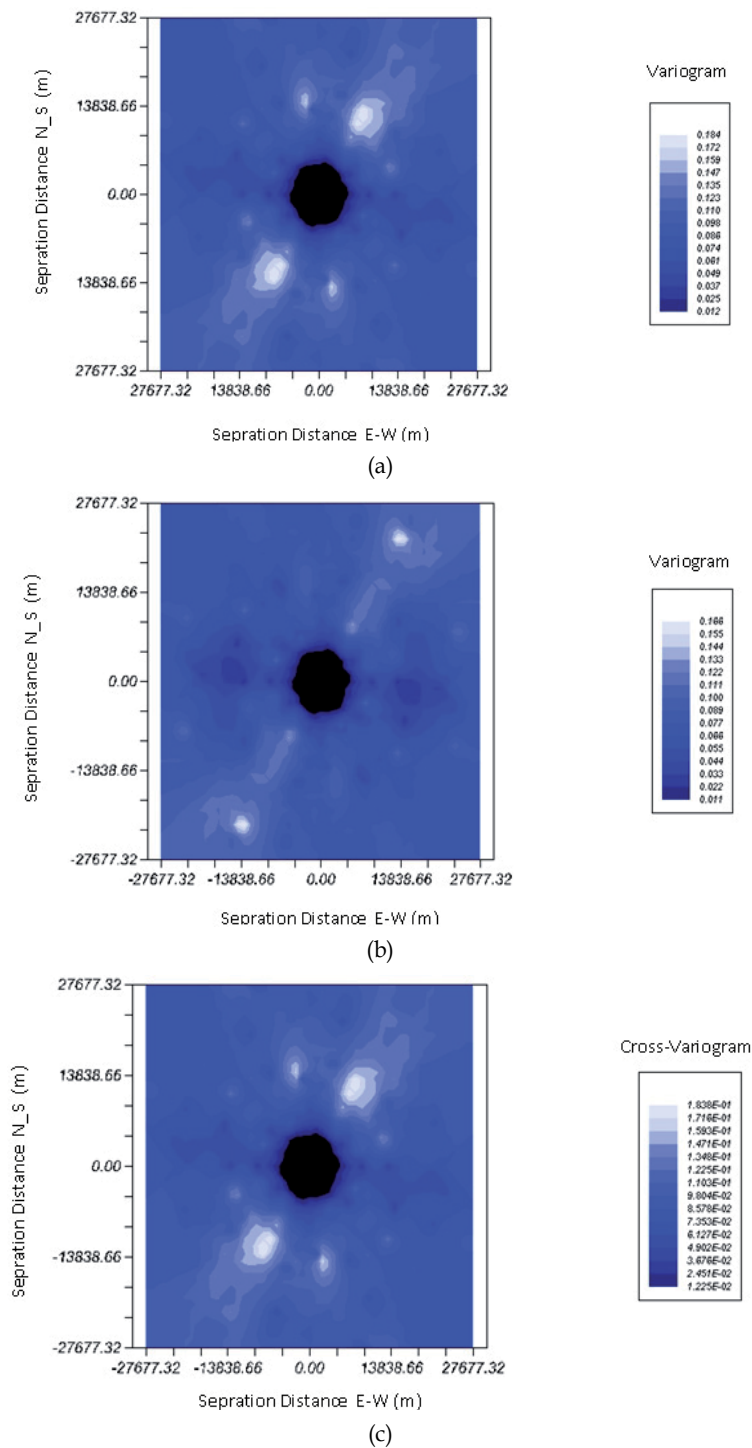 27677.32
13838.66
0.00
13838.66
27677.32
Sepration Distance N_S (m)
27677.32 13838.66 0.00 13838.66 27677.32
Sepration Distance E-W (m)
Variogram
0.184
0.172
0.159
0.147
0.135
0.123
0.110
0.098
0.086
0.074
0.061
0.049
0.037
0.025
0.012
(a)
27677.32
13838.66
0.00
-13838.66
-27677.32
Sepration Distance N_S (m)
-27677.32 -13838.66 0.00 13838.66 27677.32
Sepration Distance E-W (m)
Variogram
0.166
0.155
0.144
0.133
0.122
0.111
0.100
0.089
0.077
0.066
0.055
0.044
0.033
0.022
0.011
(b)
27677.32
13838.66
0.00
-13838.66
-27677.32
Sepration Distance N_S (m)
-27677.32 -13838.66 0.00 13838.66 27677.32
Sepration Distance E-W (m)
Cross-Variogram
1.838E-01
1.716E-01
1.593E-01
1.471E-01
1.348E-01
1.225E-01
1.103E-01
9.804E-02
8.578E-02
7.353E-02
6.127E-02
4.902E-02
3.676E-02
2.451E-02
1.225E-02
(c)